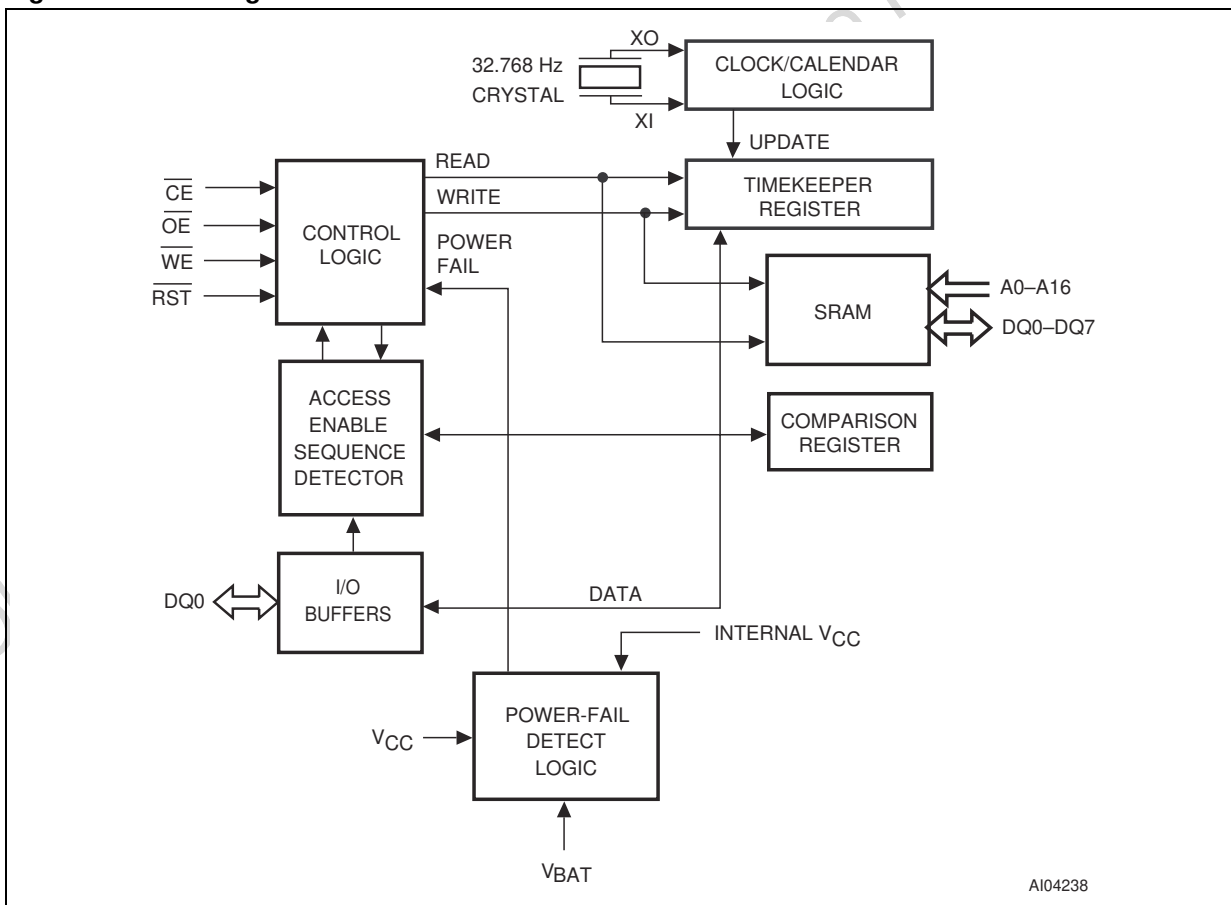 XO
32.768 Hz
CRYSTAL
XI
CLOCK/CALENDAR
LOGIC
UPDATE
READ
WRITE
TIMEKEEPER
REGISTER
CE
OE
WE
RST
CONTROL
LOGIC
POWER
FAIL
SRAM
A0–A16
DQ0–DQ7
ACCESS
ENABLE
SEQUENCE
DETECTOR
COMPARISON
REGISTER
DQ0
I/O
BUFFERS
DATA
INTERNAL VCC
VCC
POWER-FAIL
DETECT
LOGIC
VBAT
AI04238